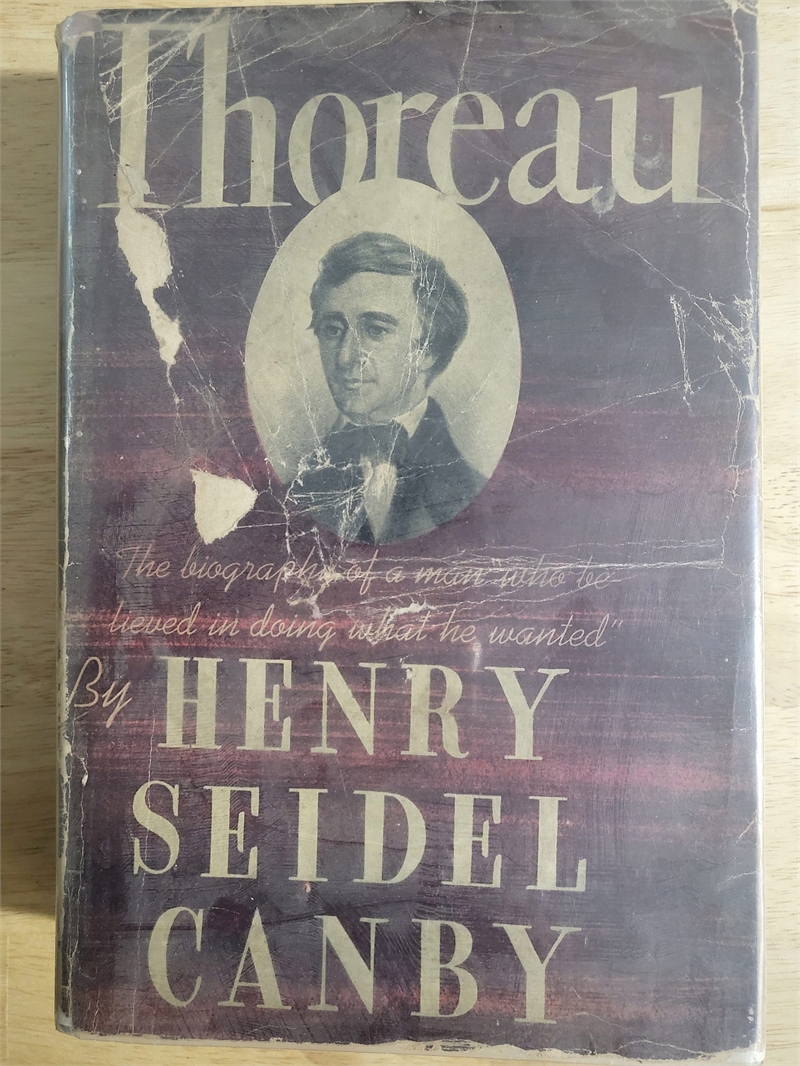 Thoreau
The biography of a man "who be
lieved in doing what he wanted"
By HENRY
SEIDEL
CANBY